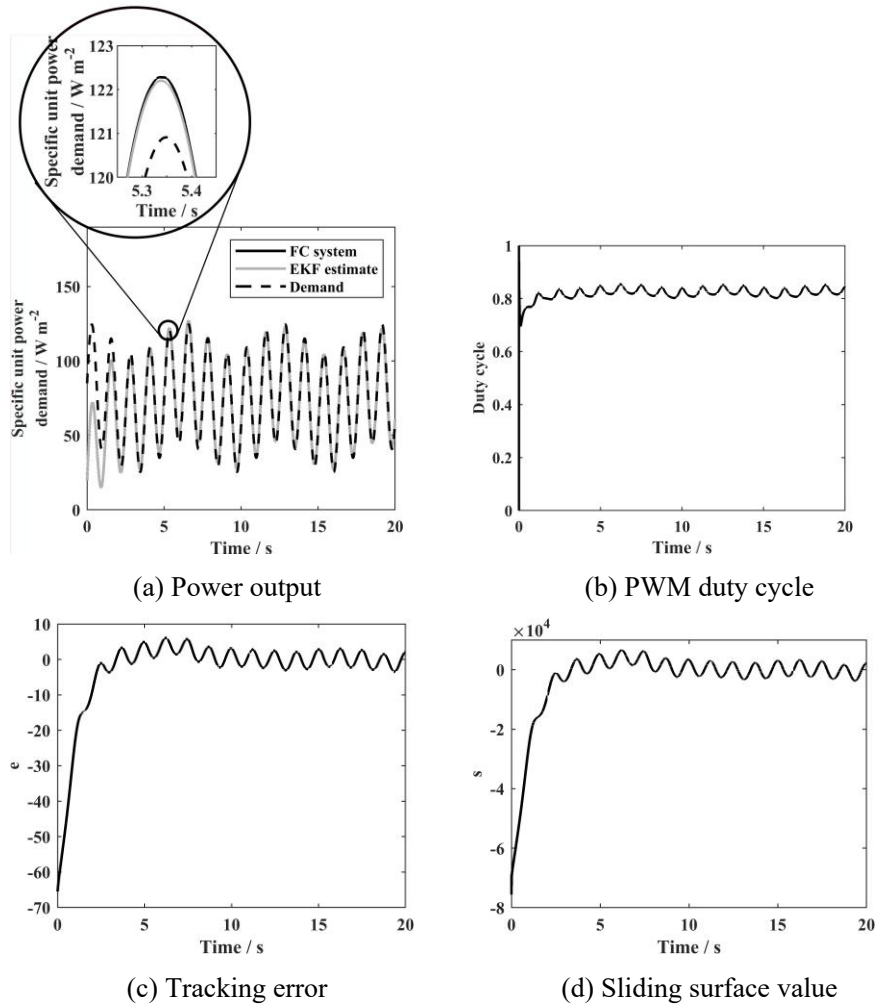 123
122
121
120
Specific unit power
demand / W m-2
5.3 5.4
Time / s
FC system
EKF estimate
Demand
150
100
50
0
Specific unit power
demand / W m-2
0 5 10 15 20
Time / s
(a) Power output
1
0.8
0.6
0.4
0.2
0
Duty cycle
0 5 10 15 20
Time / s
(b) PWM duty cycle
10
0
-10
-20
-30
-40
-50
-60
-70
e
0 5 10 15 20
Time / s
(c) Tracking error
×10⁴
0
-2
-4
-6
-8
s
0 5 10 15 20
Time / s
(d) Sliding surface value